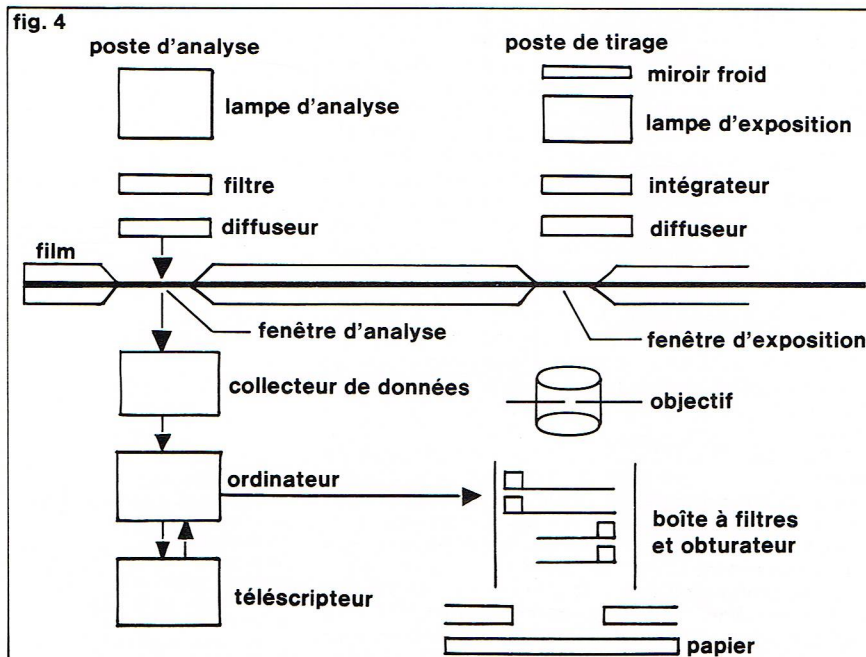 fig. 4
poste d'analyse
lampe d'analyse
filtre
diffuseur
film
fenêtre d'analyse
collecteur de données
ordinateur
téléscripteur
poste de tirage
miroir froid
lampe d'exposition
intégrateur
diffuseur
fenêtre d'exposition
objectif
boîte à filtres
et obturateur
papier